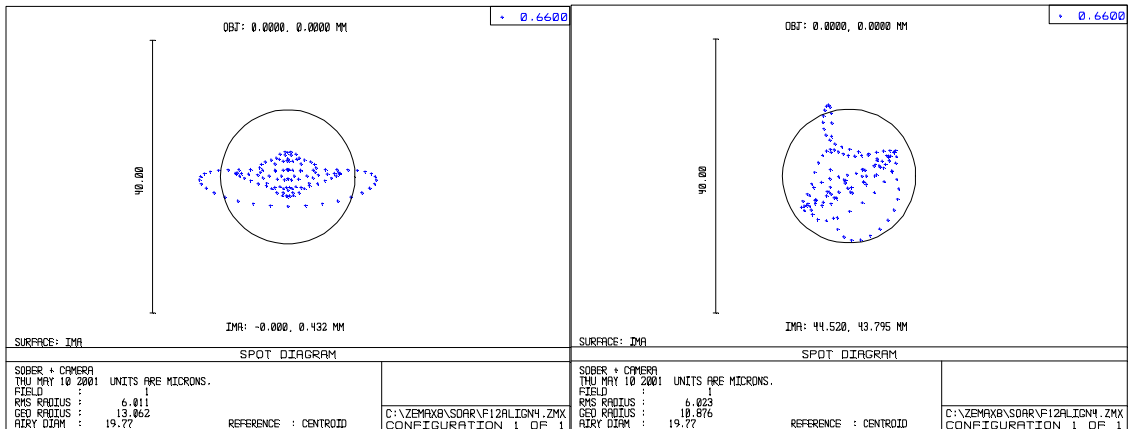 + 0.6600
OBJ: 0.0000, 0.0000 MM
40.00
IMA: -0.000, 0.432 MM
SURFACE: IMA
SPOT DIAGRAM
SOBER + CAMERA
THU MAY 10 2001 UNITS ARE MICRONS.
FIELD : 1
RMS RADIUS : 6.011
GEO RADIUS : 13.062
AIRY DIAM : 19.77 REFERENCE : CENTROID
C:\ZEMAX8\SOAR\F12ALIGN4.ZMX
CONFIGURATION 1 OF 1
+ 0.6600
OBJ: 0.0000, 0.0000 MM
40.00
IMA: 44.520, 43.795 MM
SURFACE: IMA
SPOT DIAGRAM
SOBER + CAMERA
THU MAY 10 2001 UNITS ARE MICRONS.
FIELD : 1
RMS RADIUS : 6.023
GEO RADIUS : 10.876
AIRY DIAM : 19.77 REFERENCE : CENTROID
C:\ZEMAX8\SOAR\F12ALIGN4.ZMX
CONFIGURATION 1 OF 1